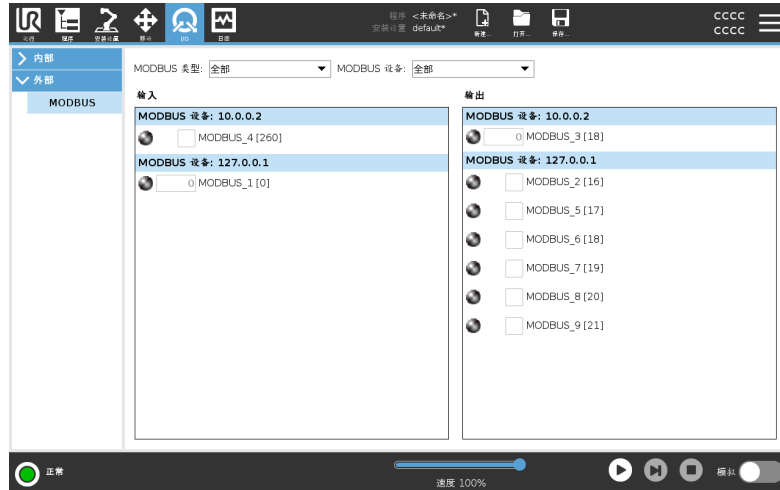 UR
运行
程序
安装设置
移动
I/O
日志
程序 <未命名>*
安装设置 default*
新建...
打开...
保存...
cccc
cccc
内部
外部
MODBUS
MODBUS 类型: 全部
MODBUS 设备: 全部
输入
MODBUS 设备: 10.0.0.2
MODBUS_4 [260]
MODBUS 设备: 127.0.0.1
0 MODBUS_1 [0]
输出
MODBUS 设备: 10.0.0.2
0 MODBUS_3 [18]
MODBUS 设备: 127.0.0.1
MODBUS_2 [16]
MODBUS_5 [17]
MODBUS_6 [18]
MODBUS_7 [19]
MODBUS_8 [20]
MODBUS_9 [21]
正常
速度 100%
模拟